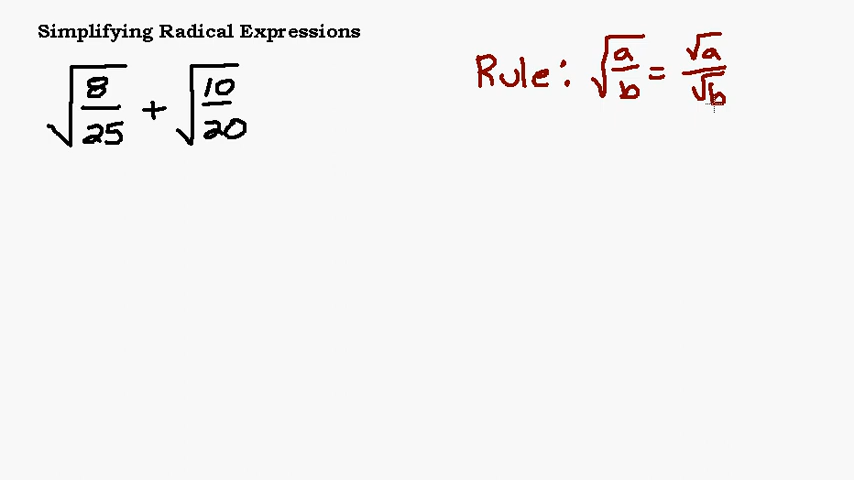 Simplifying Radical Expressions
√(8/25) + √(10/20)
Rule: √(a/b) = √a/√b